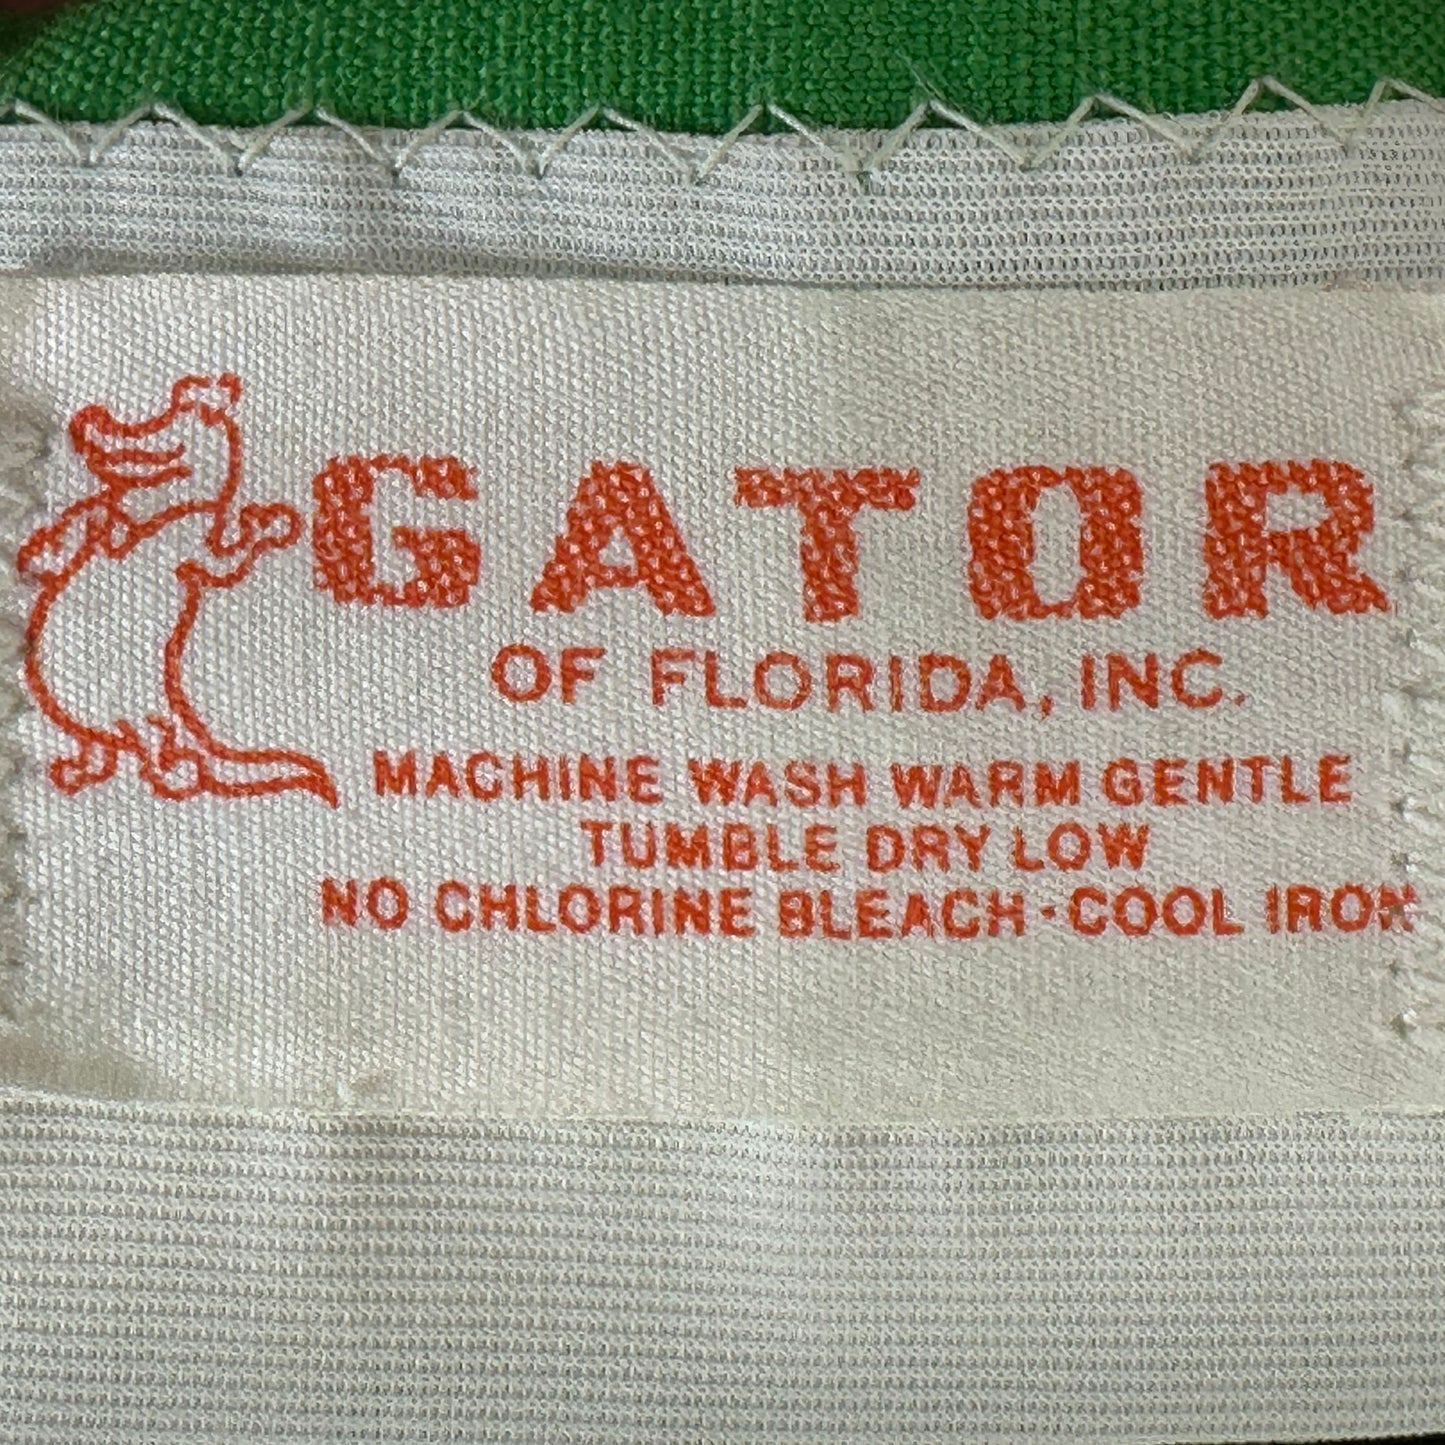 GATOR
OF FLORIDA, INC.
MACHINE WASH WARM GENTLE
TUMBLE DRY LOW
NO CHLORINE BLEACH · COOL IRON